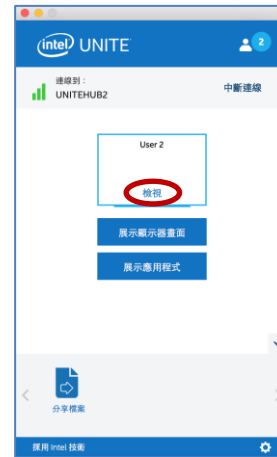 intel UNITE
2
連線到：
UNITEHUB2
中斷連線
User 2
檢視
展示顯示器畫面
展示應用程式
分享檔案
採用 Intel 技術